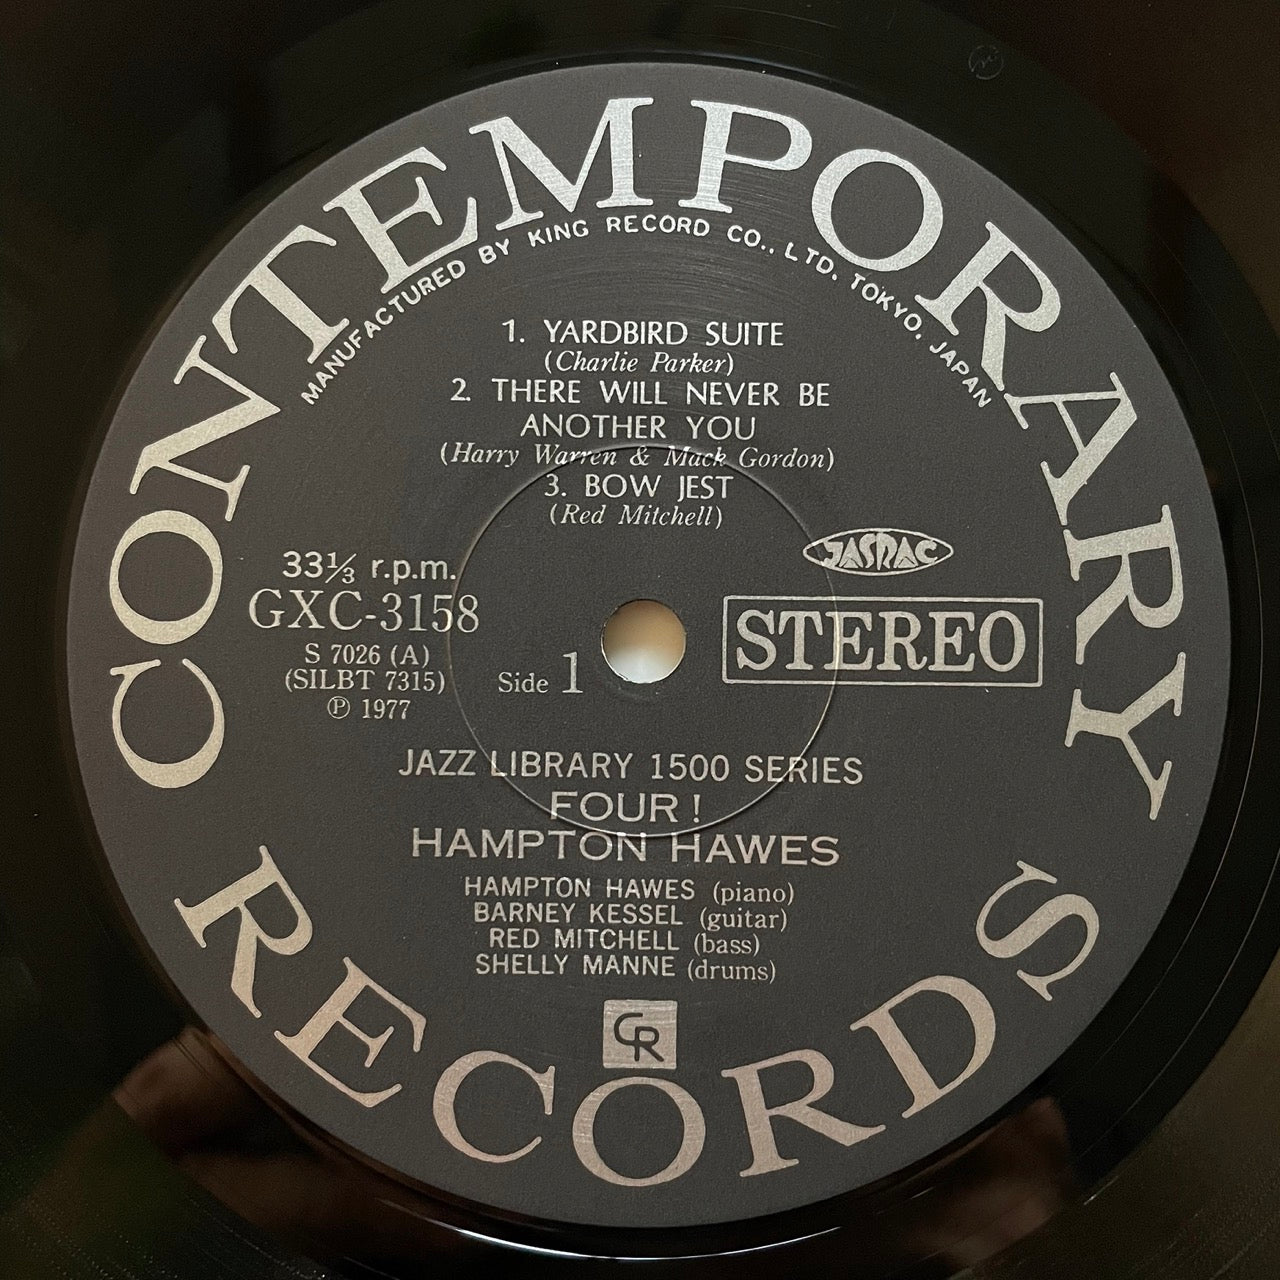 CONTEMPORARY
MANUFACTURED BY KING RECORD CO., LTD. TOKYO, JAPAN
1. YARDBIRD SUITE
(Charlie Parker)
2. THERE WILL NEVER BE
ANOTHER YOU
(Harry Warren & Mack Gordon)
3. BOW JEST
(Red Mitchell)
JASRAC
33⅓ r.p.m.
GXC-3158
STEREO
S 7026 (A)
(SILBT 7315)
Side 1
Ⓟ 1977
JAZZ LIBRARY 1500 SERIES
FOUR!
HAMPTON HAWES
HAMPTON HAWES (piano)
BARNEY KESSEL (guitar)
RED MITCHELL (bass)
SHELLY MANNE (drums)
CR
RECORDS